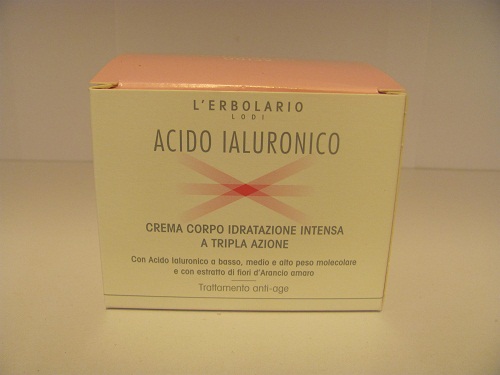 L'ERBOLARIO
LODI
ACIDO IALURONICO
CREMA CORPO IDRATAZIONE INTENSA
A TRIPLA AZIONE
Con Acido Ialuronico a basso, medio e alto peso molecolare
e con estratto di fiori d'Arancio amaro
Trattamento anti-age